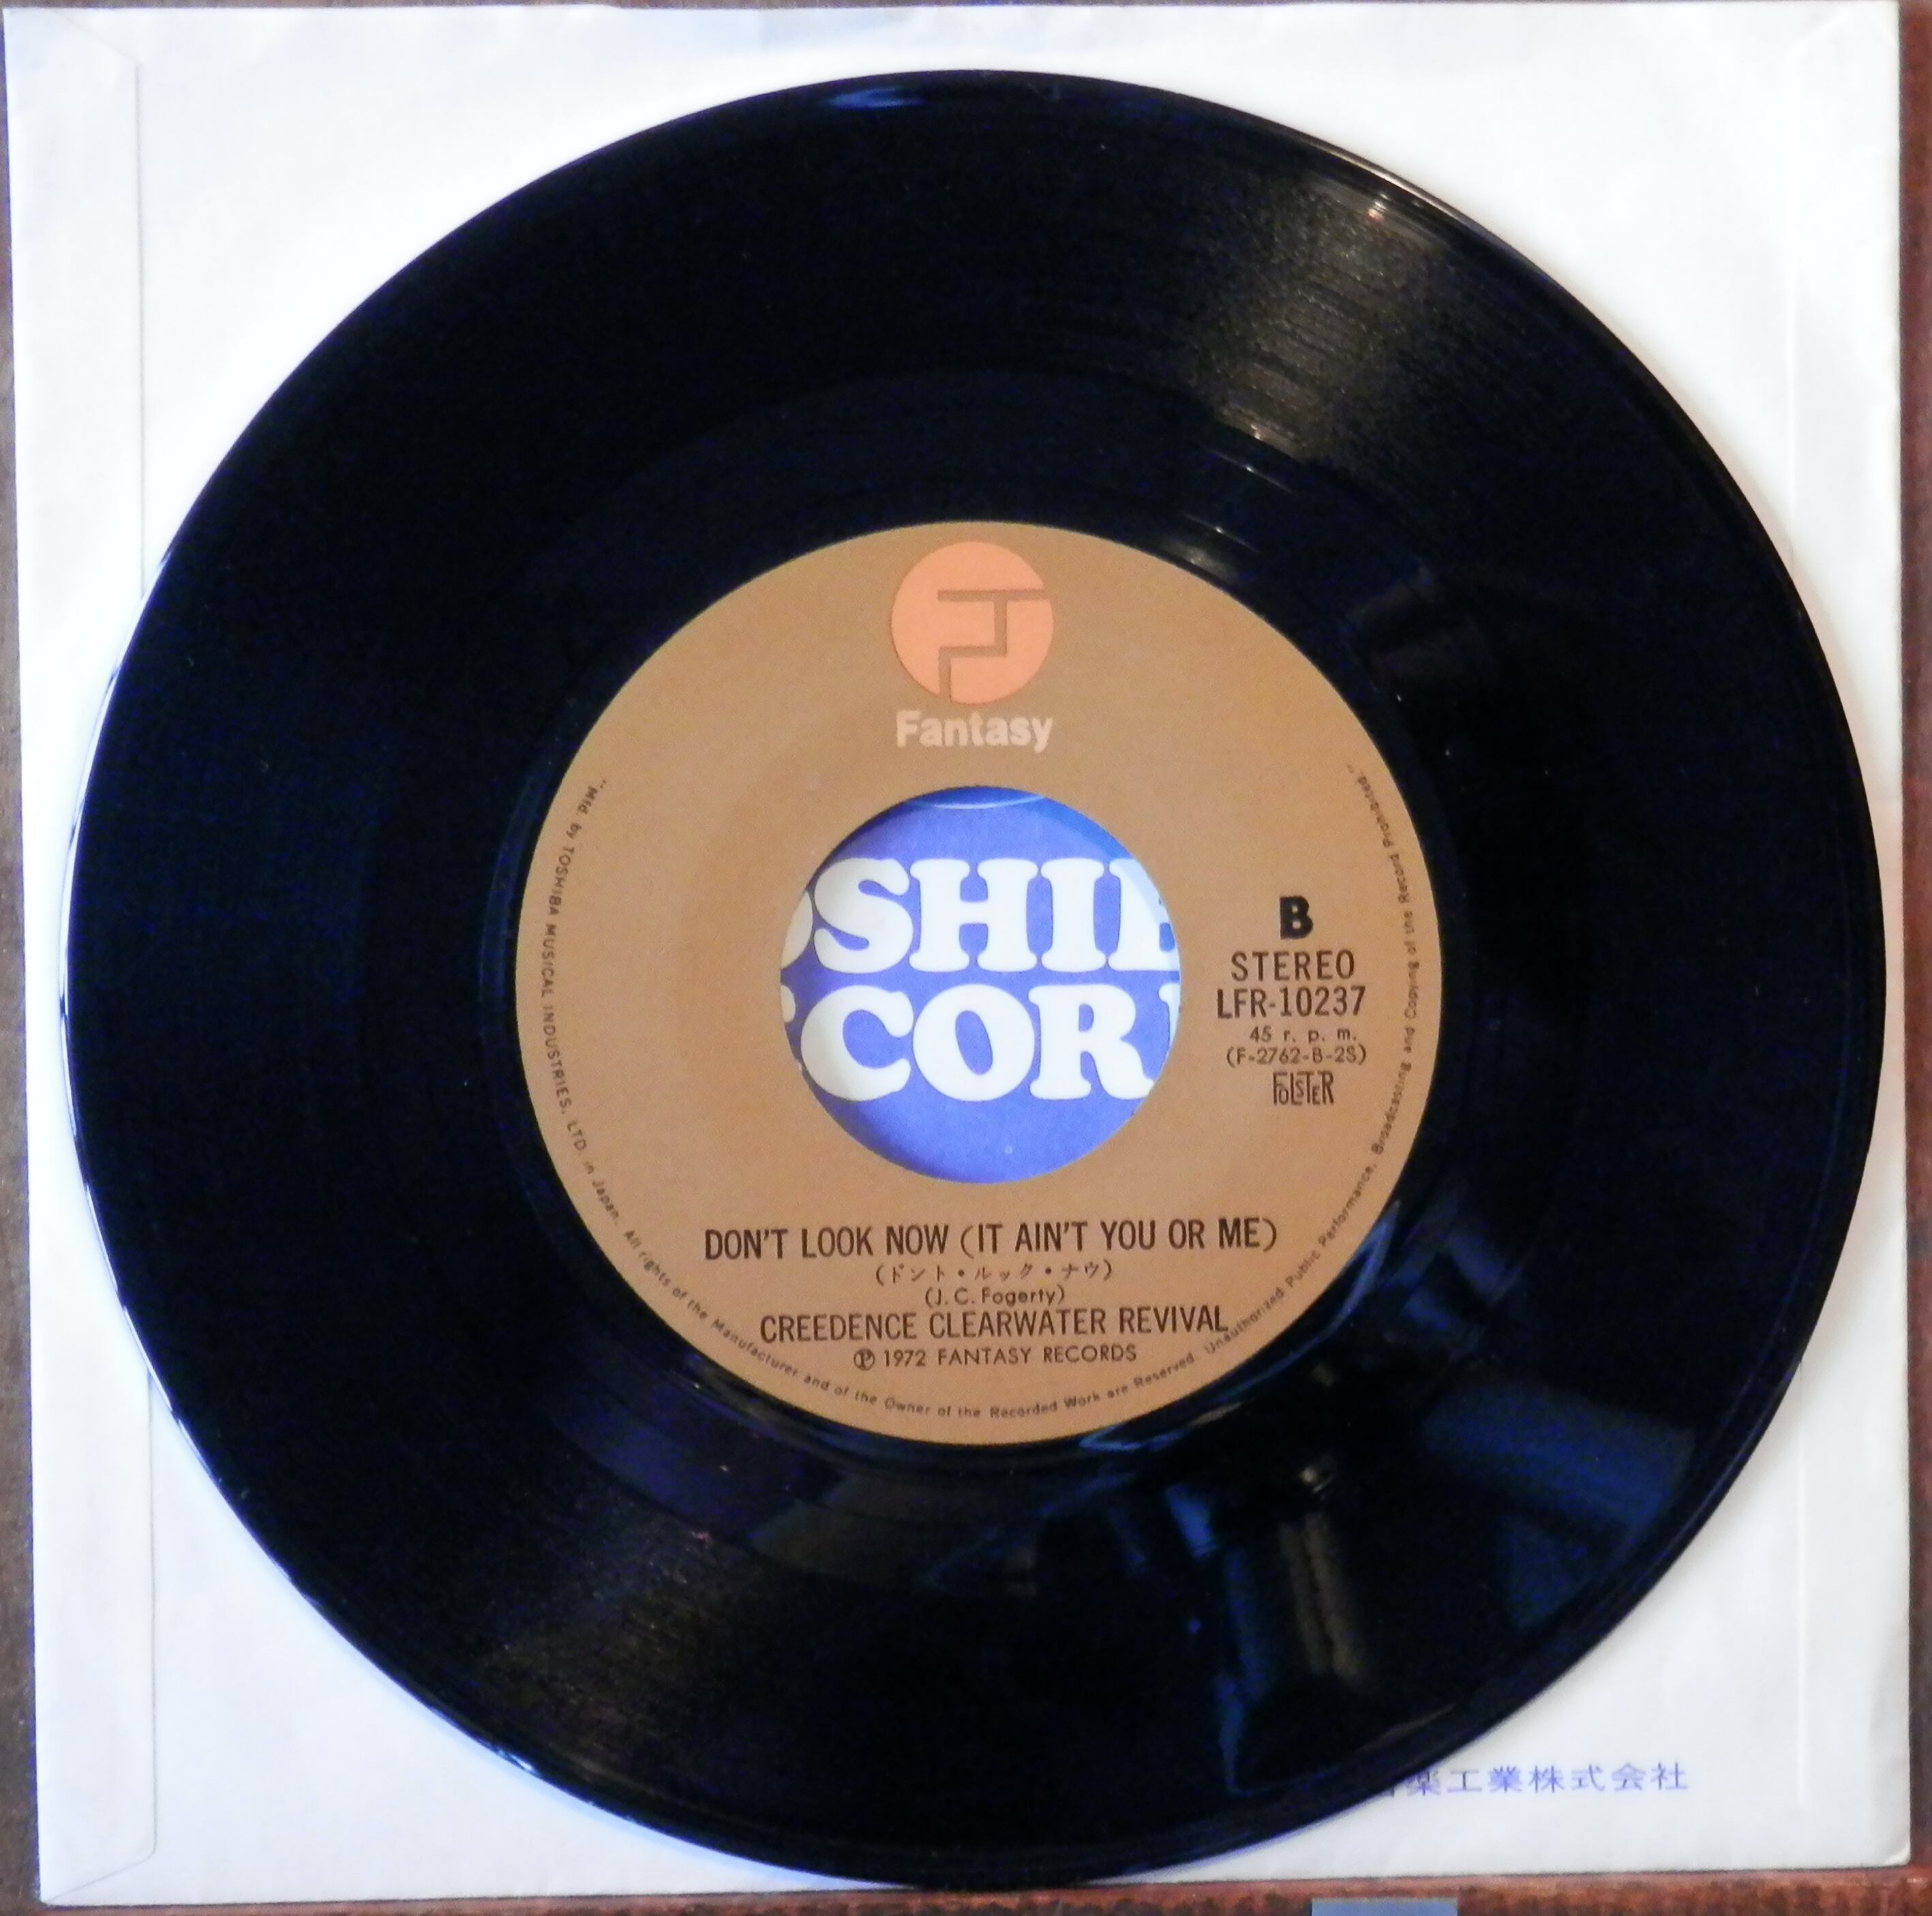 Fantasy
OSHIB
ECOR
B
STEREO
LFR-10237
45 r. p. m.
(F-2762-B-2S)
FOLSTER
DON'T LOOK NOW (IT AIN'T YOU OR ME)
(ドント・ルック・ナウ)
(J. C. Fogerty)
CREEDENCE CLEARWATER REVIVAL
Ⓟ 1972 FANTASY RECORDS
"Mfd. by TOSHIBA MUSICAL INDUSTRIES, LTD. in Japan. All rights of the Manufacturer and of the Owner of the Recorded Work are Reserved. Unauthorized Public Performance, Broadcasting and Copying of the Record Prohibited."
楽工業株式会社